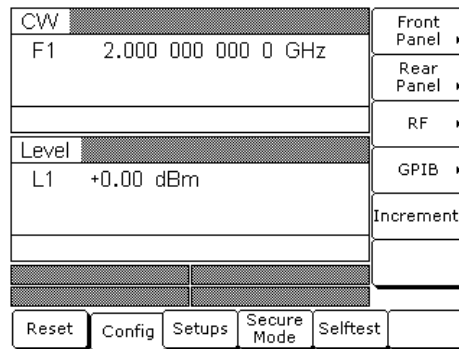 CW
F1 2.000 000 000 0 GHz
Level
L1 +0.00 dBm
Front
Panel
Rear
Panel
RF
GPIB
Increment
Reset
Config
Setups
Secure
Mode
Selftest